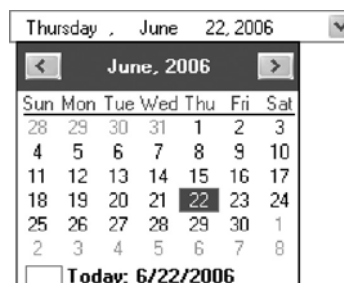 Thursday , June 22, 2006
June, 2006
Sun Mon Tue Wed Thu Fri Sat
28 29 30 31 1 2 3
4 5 6 7 8 9 10
11 12 13 14 15 16 17
18 19 20 21 22 23 24
25 26 27 28 29 30 1
2 3 4 5 6 7 8
Today: 6/22/2006